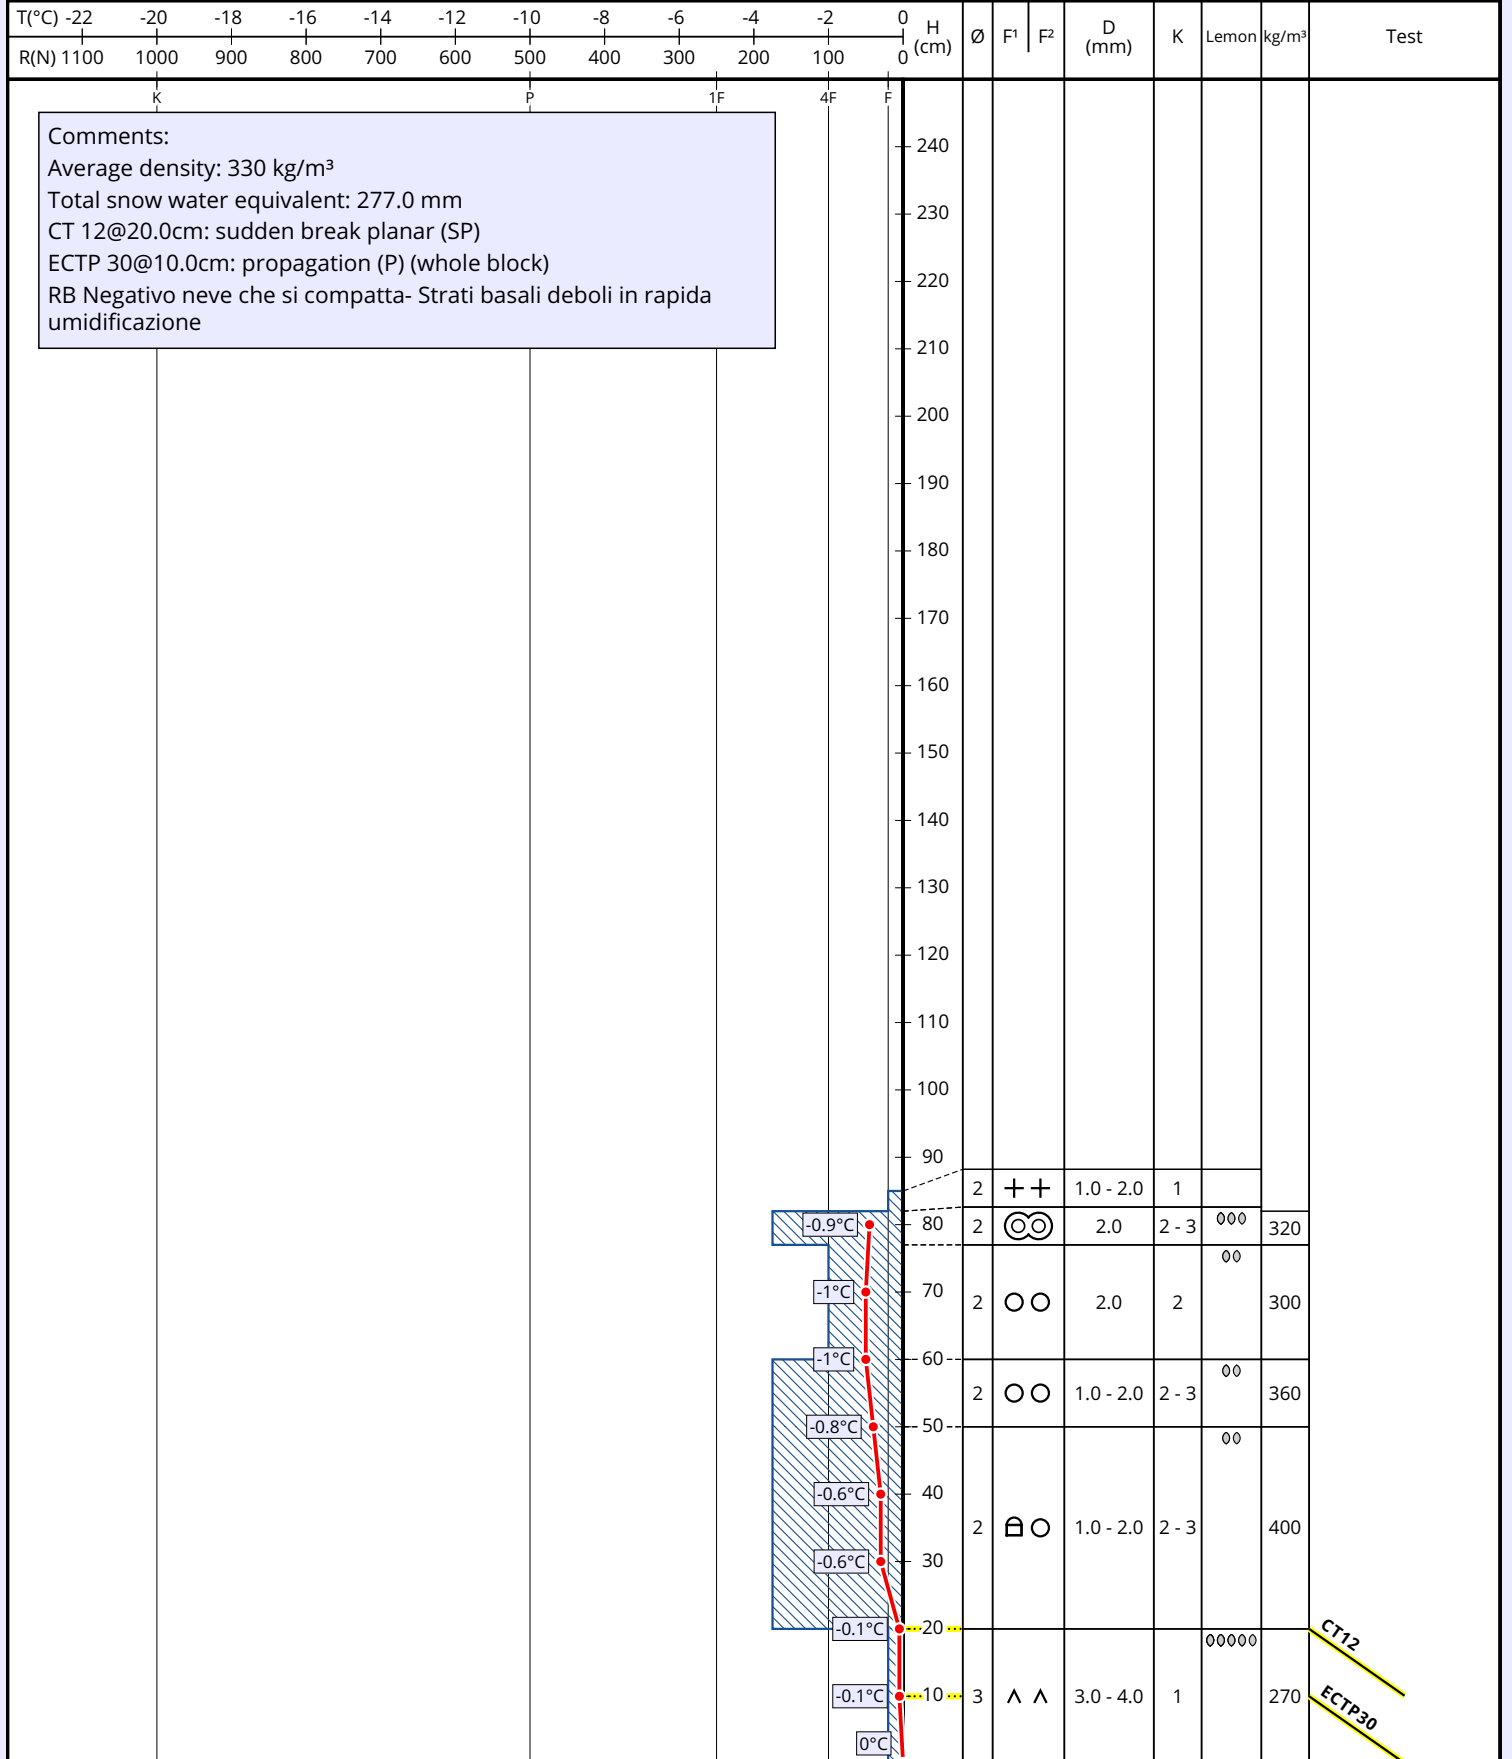 T(°C) -22 -20 -18 -16 -14 -12 -10 -8 -6 -4 -2 0
R(N) 1100 1000 900 800 700 600 500 400 300 200 100 0
H (cm) Ø F¹ F² D (mm) K Lemon kg/m³ Test
K P 1F 4F F
Comments:
Average density: 330 kg/m³
Total snow water equivalent: 277.0 mm
CT 12@20.0cm: sudden break planar (SP)
ECTP 30@10.0cm: propagation (P) (whole block)
RB Negativo neve che si compatta- Strati basali deboli in rapida
umidificazione
240
230
220
210
200
190
180
170
160
150
140
130
120
110
100
90
2 + + 1.0 - 2.0 1
-0.9°C 80 2 2.0 2 - 3 320
-1°C 70 2 2.0 2 300
-1°C 60
2 1.0 - 2.0 2 - 3 360
-0.8°C 50
-0.6°C 40
2 1.0 - 2.0 2 - 3 400
-0.6°C 30
-0.1°C 20 CT12
-0.1°C 10 3 3.0 - 4.0 1 270 ECTP30
0°C